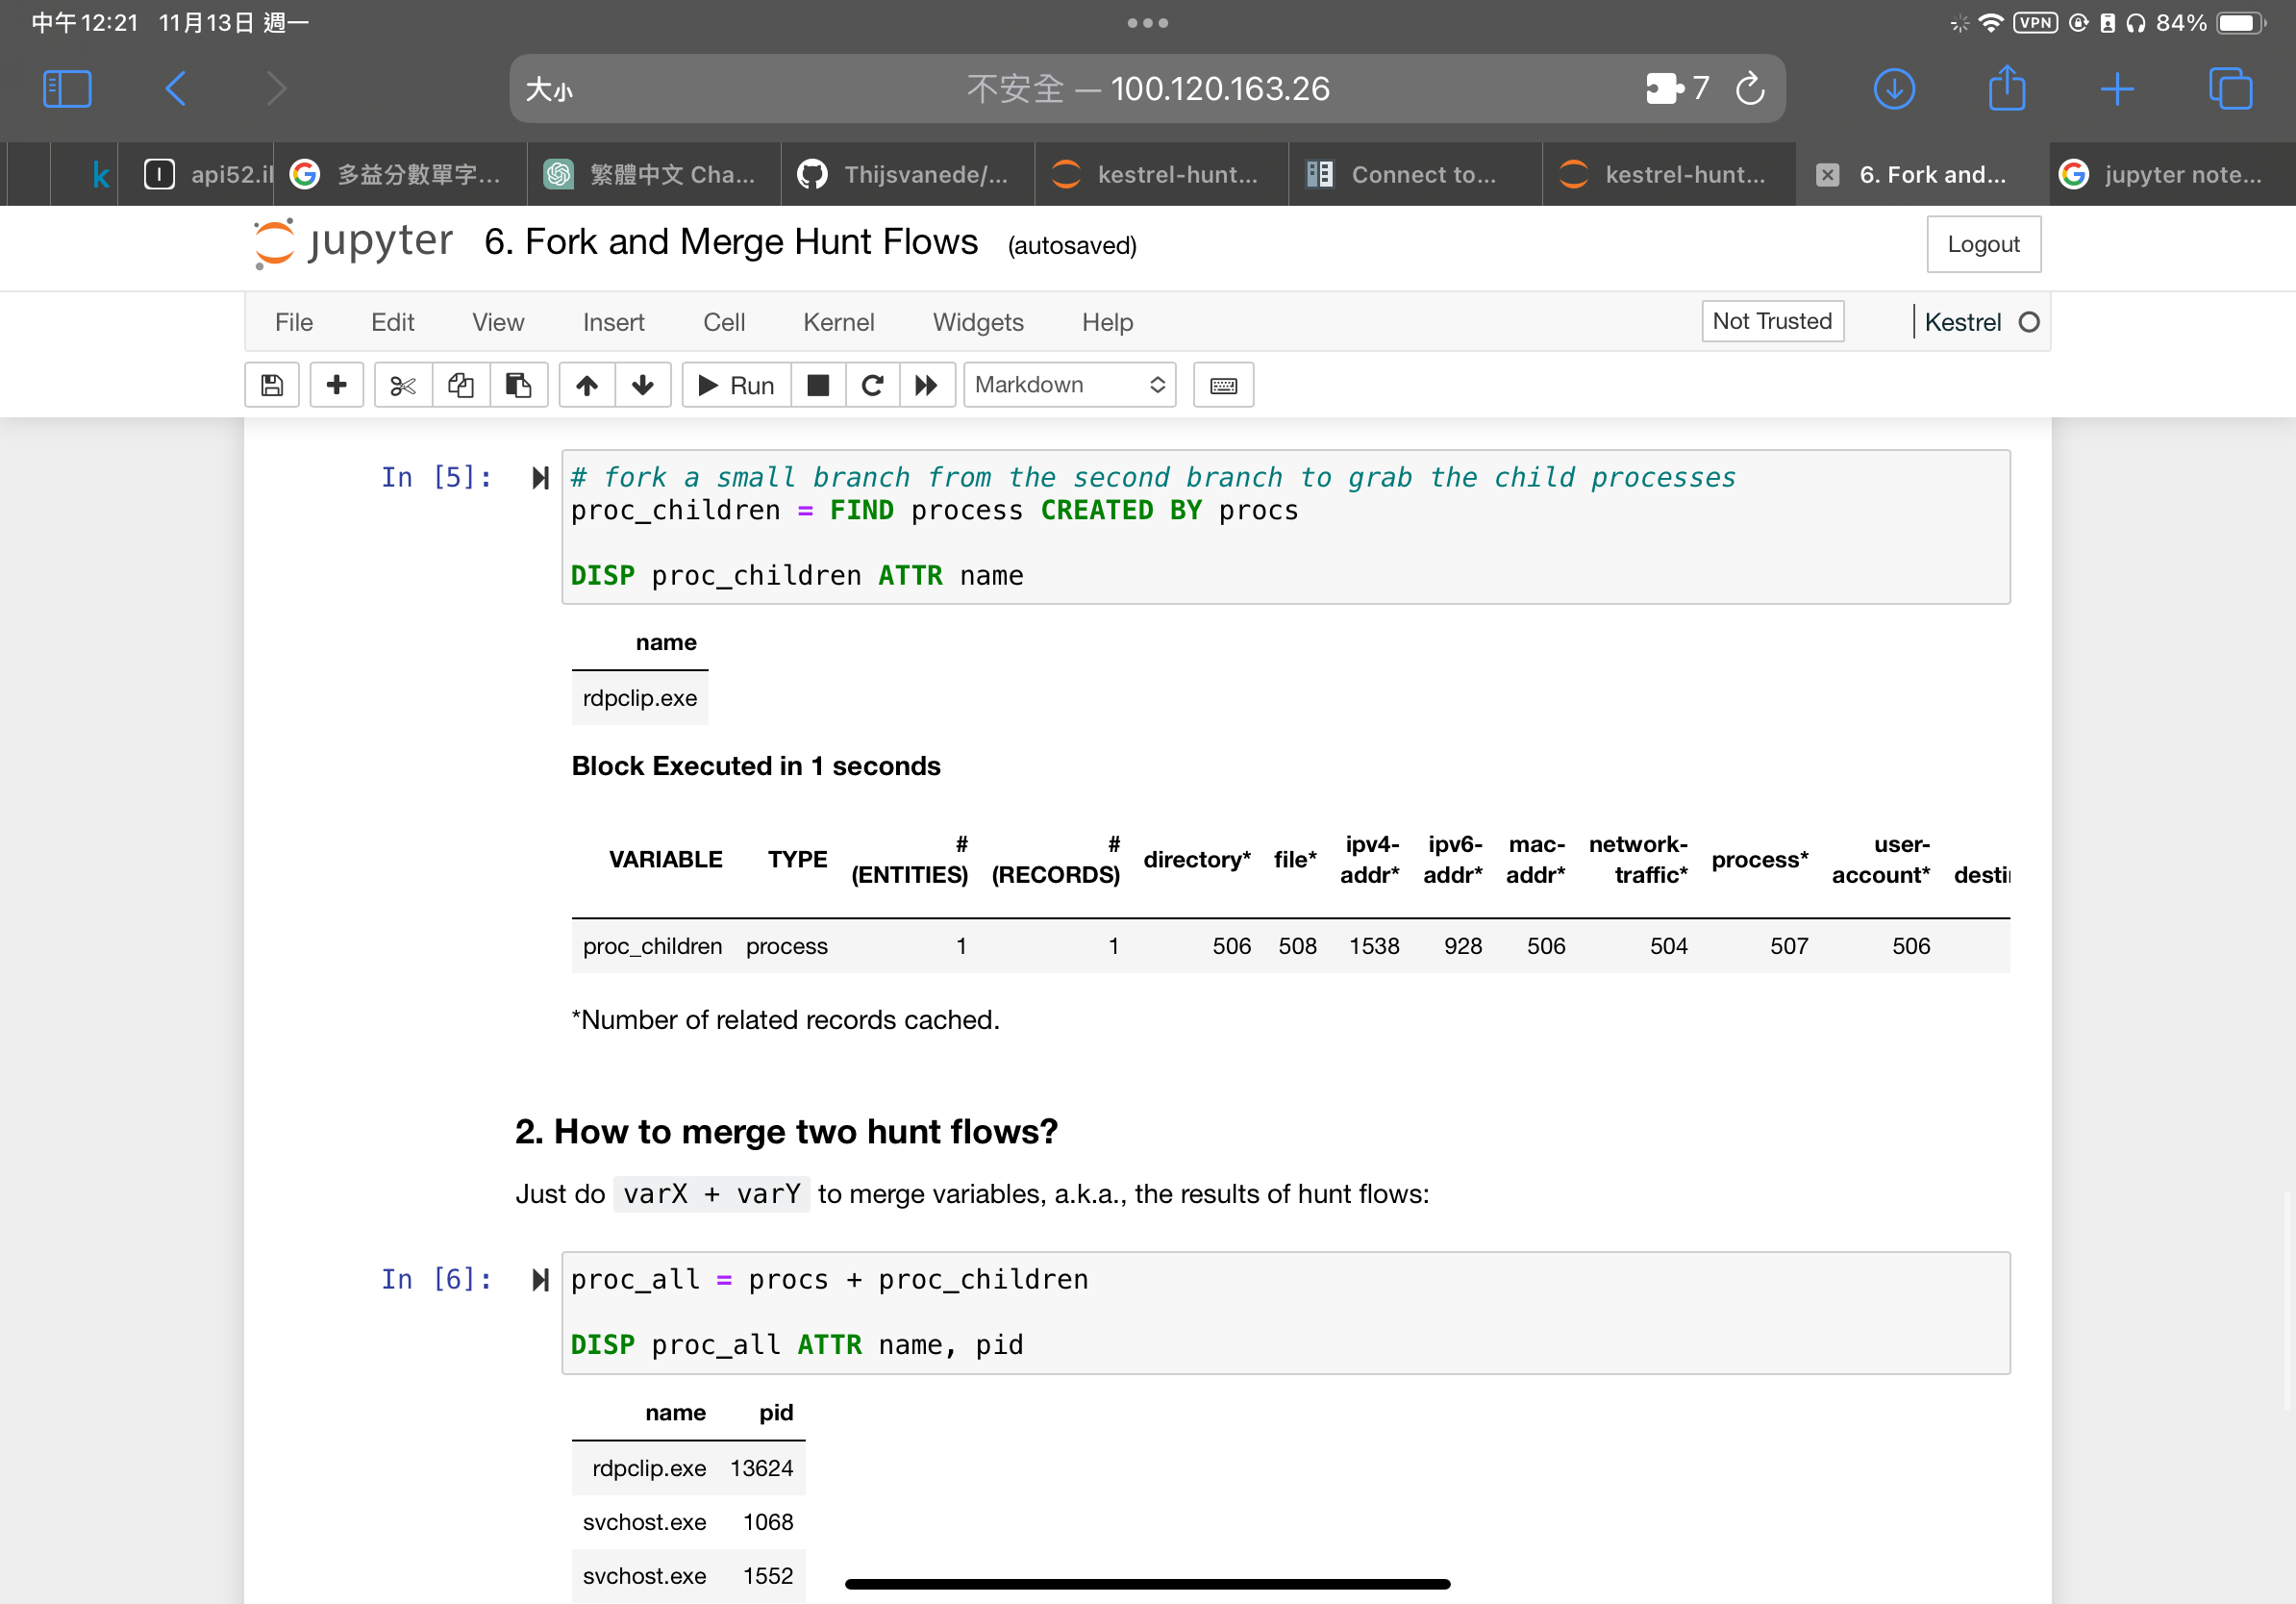 中午12:21 11月13日 週一
VPN 84%
大小 不安全 — 100.120.163.26 7
k
api52.il
多益分數單字...
繁體中文 Cha...
Thijsvanede/...
kestrel-hunt...
Connect to...
kestrel-hunt...
6. Fork and...
jupyter note...
jupyter 6. Fork and Merge Hunt Flows (autosaved)
Logout
File Edit View Insert Cell Kernel Widgets Help Not Trusted Kestrel
Run Markdown
In [5]: # fork a small branch from the second branch to grab the child processes
proc_children = FIND process CREATED BY procs
DISP proc_children ATTR name
name
rdpclip.exe
Block Executed in 1 seconds
VARIABLE TYPE # (ENTITIES) # (RECORDS) directory* file* ipv4-addr* ipv6-addr* mac-addr* network-traffic* process* user-account* desti
proc_children process 1 1 506 508 1538 928 506 504 507 506
*Number of related records cached.
2. How to merge two hunt flows?
Just do varX + varY to merge variables, a.k.a., the results of hunt flows:
In [6]: proc_all = procs + proc_children
DISP proc_all ATTR name, pid
name pid
rdpclip.exe 13624
svchost.exe 1068
svchost.exe 1552